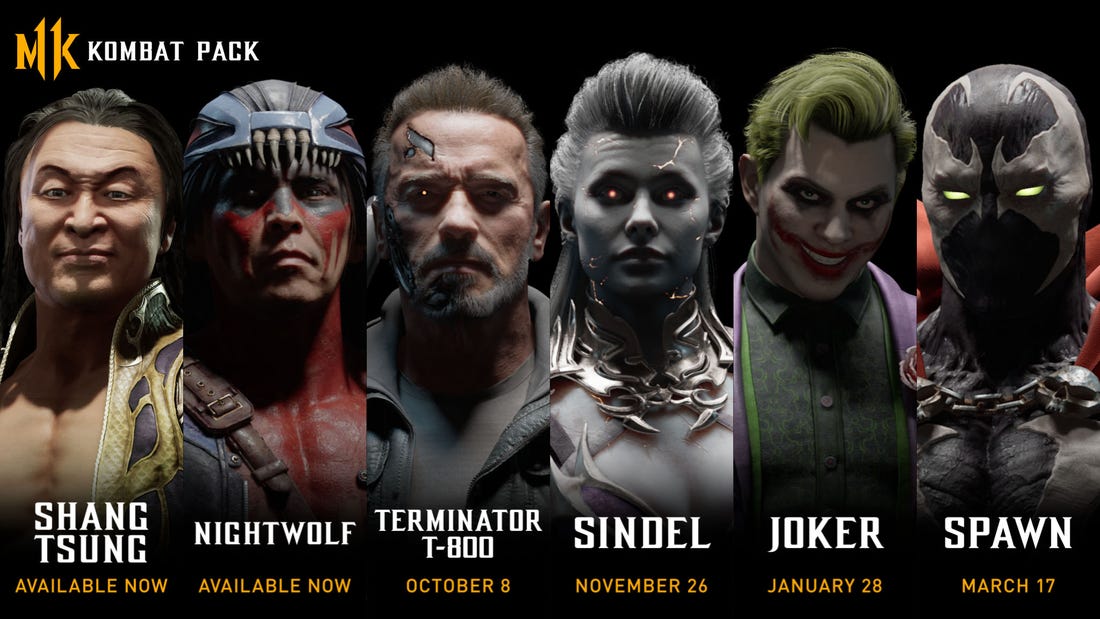 MK KOMBAT PACK
SHANG
TSUNG
AVAILABLE NOW
NIGHTWOLF
AVAILABLE NOW
TERMINATOR
T-800
OCTOBER 8
SINDEL
NOVEMBER 26
JOKER
JANUARY 28
SPAWN
MARCH 17